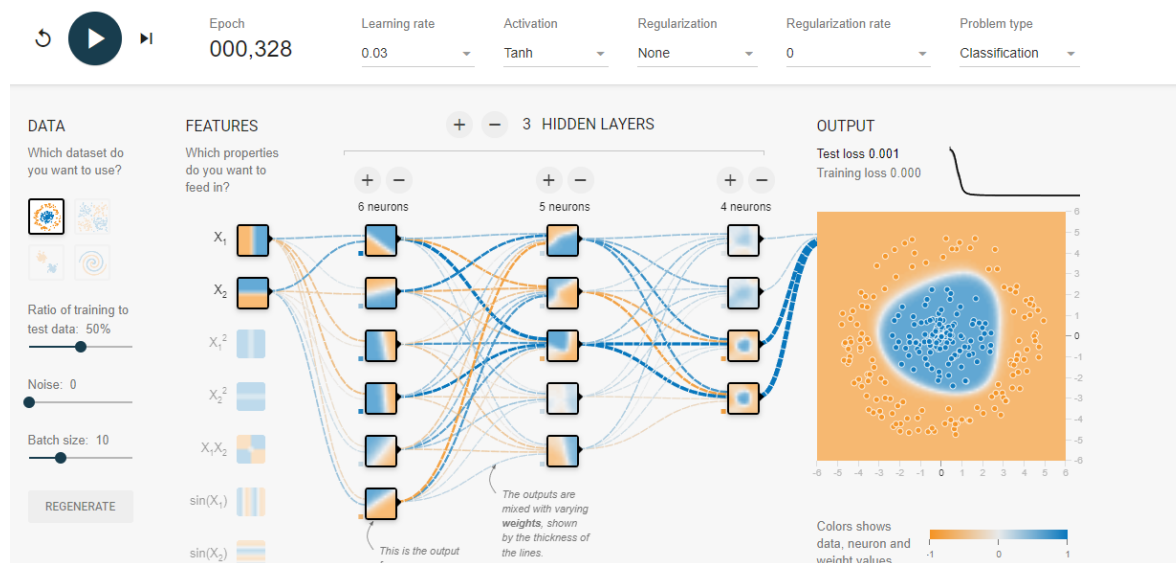 Epoch
000,328
Learning rate
0.03
Activation
Tanh
Regularization
None
Regularization rate
0
Problem type
Classification
DATA
Which dataset do
you want to use?
Ratio of training to
test data: 50%
Noise: 0
Batch size: 10
REGENERATE
FEATURES
Which properties
do you want to
feed in?
X₁
X₂
X₁²
X₂²
X₁X₂
sin(X₁)
sin(X₂)
+ − 3 HIDDEN LAYERS
+ −
6 neurons
+ −
5 neurons
+ −
4 neurons
This is the output
The outputs are
mixed with varying
weights, shown
by the thickness of
the lines.
OUTPUT
Test loss 0.001
Training loss 0.000
6
5
4
3
2
1
0
-1
-2
-3
-4
-5
-6
-6 -5 -4 -3 -2 -1 0 1 2 3 4 5 6
Colors shows
data, neuron and
weight values.
-1 0 1